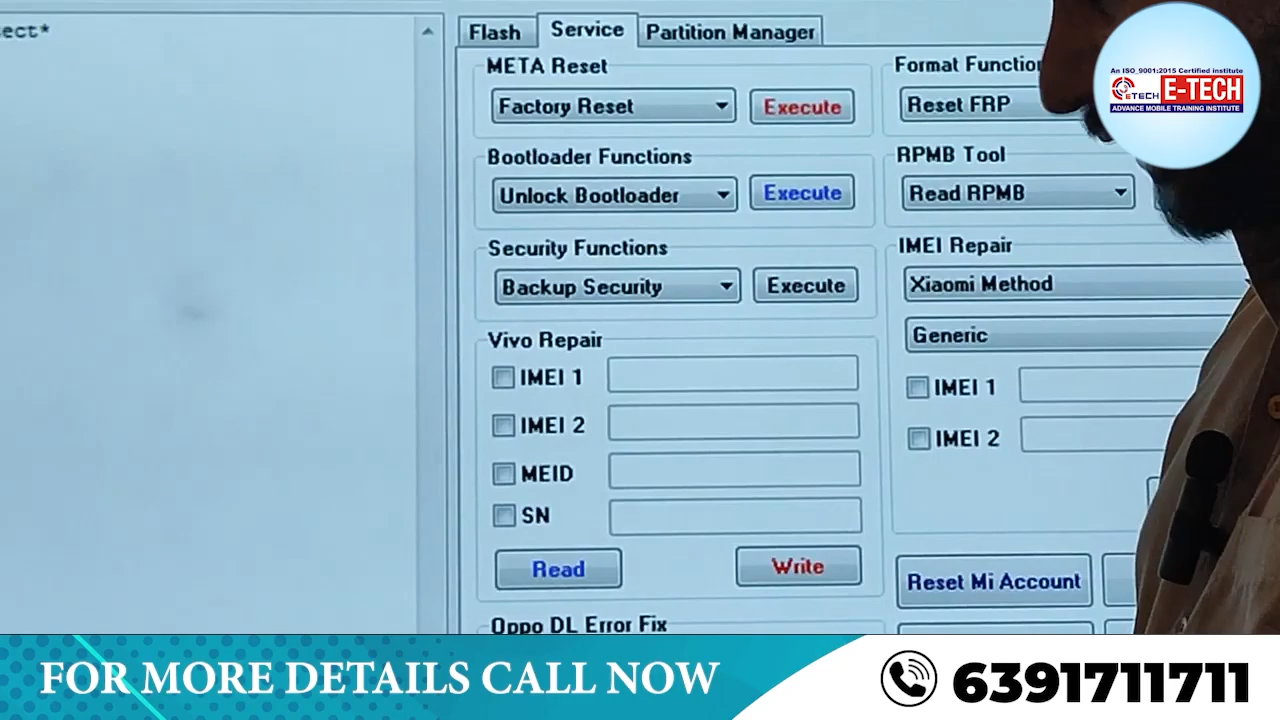 ect*
Flash
Service
Partition Manager
META Reset
Factory Reset
Execute
Bootloader Functions
Unlock Bootloader
Execute
Security Functions
Backup Security
Execute
Vivo Repair
IMEI 1
IMEI 2
MEID
SN
Read
Write
Oppo DL Error Fix
Format Function
Reset FRP
RPMB Tool
Read RPMB
IMEI Repair
Xiaomi Method
Generic
IMEI 1
IMEI 2
Reset Mi Account
An ISO_9001:2015 Certified institute
ETECH E-TECH
ADVANCE MOBILE TRAINING INSTITUTE
FOR MORE DETAILS CALL NOW
6391711711